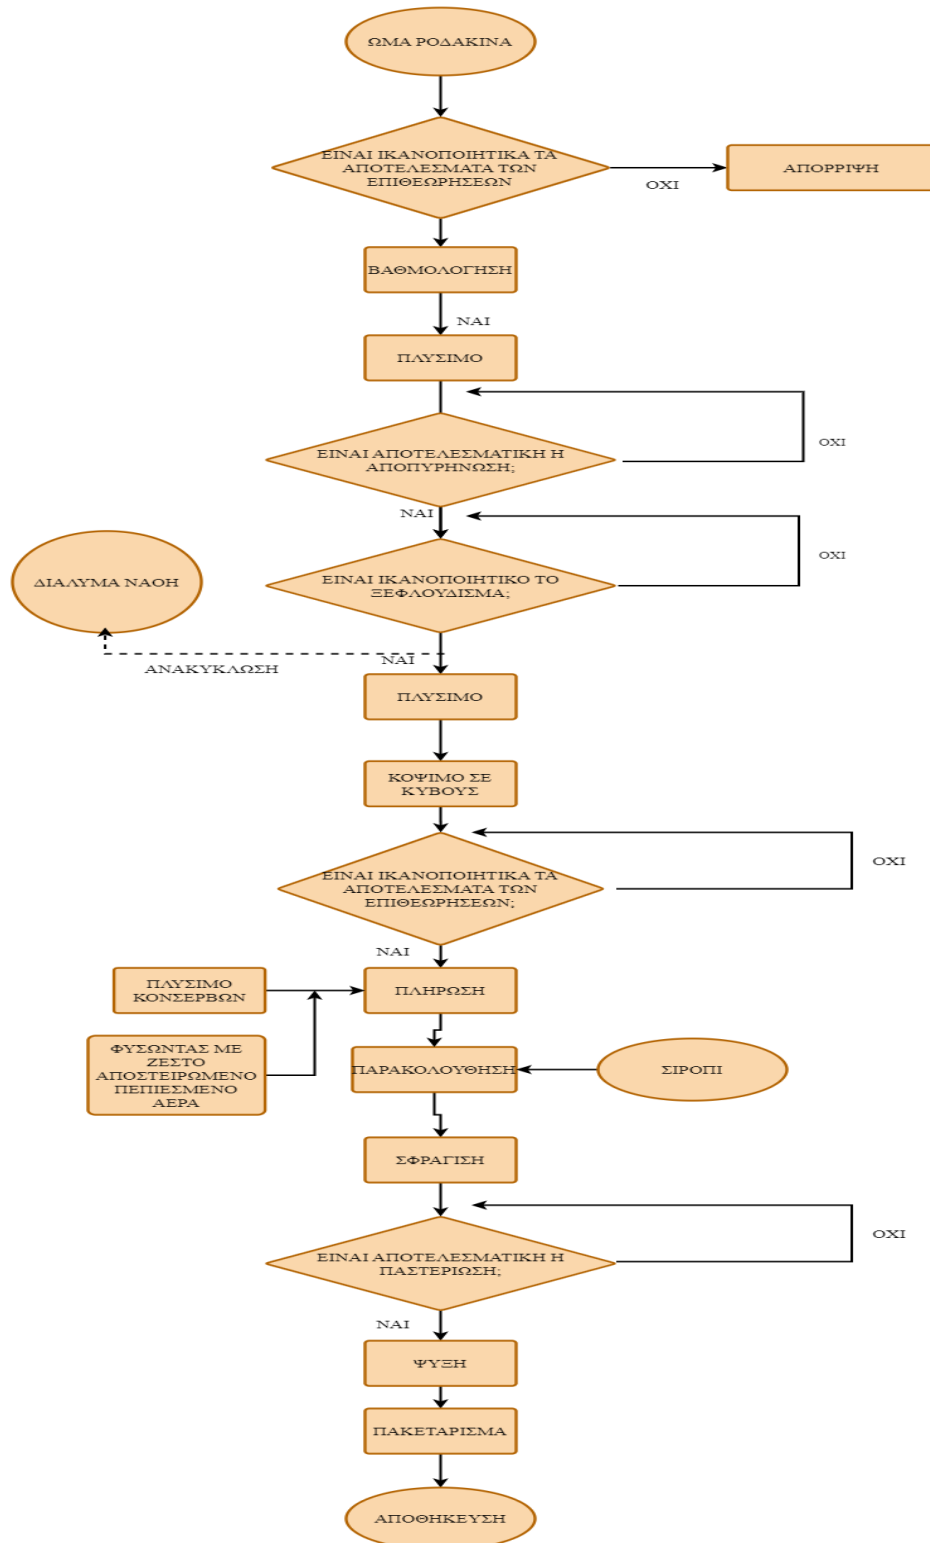 ΩΜΑ ΡΟΔΑΚΙΝΑ
ΕΙΝΑΙ ΙΚΑΝΟΠΟΙΗΤΙΚΑ ΤΑ
ΑΠΟΤΕΛΕΣΜΑΤΑ ΤΩΝ
ΕΠΙΘΕΩΡΗΣΕΩΝ
ΟΧΙ
ΑΠΟΡΡΙΨΗ
ΒΑΘΜΟΛΟΓΗΣΗ
ΝΑΙ
ΠΛΥΣΙΜΟ
ΕΙΝΑΙ ΑΠΟΤΕΛΕΣΜΑΤΙΚΗ Η
ΑΠΟΠΥΡΗΝΩΣΗ;
ΟΧΙ
ΝΑΙ
ΕΙΝΑΙ ΙΚΑΝΟΠΟΙΗΤΙΚΟ ΤΟ
ΞΕΦΛΟΥΔΙΣΜΑ;
ΟΧΙ
ΔΙΑΛΥΜΑ ΝΑΟΗ
ΝΑΙ
ΑΝΑΚΥΚΛΩΣΗ
ΠΛΥΣΙΜΟ
ΚΟΨΙΜΟ ΣΕ
ΚΥΒΟΥΣ
ΕΙΝΑΙ ΙΚΑΝΟΠΟΙΗΤΙΚΑ ΤΑ
ΑΠΟΤΕΛΕΣΜΑΤΑ ΤΩΝ
ΕΠΙΘΕΩΡΗΣΕΩΝ;
ΟΧΙ
ΝΑΙ
ΠΛΥΣΙΜΟ
ΚΟΝΣΕΡΒΩΝ
ΠΛΗΡΩΣΗ
ΦΥΣΩΝΤΑΣ ΜΕ
ΖΕΣΤΟ
ΑΠΟΣΤΕΙΡΩΜΕΝΟ
ΠΕΠΙΕΣΜΕΝΟ
ΑΕΡΑ
ΠΑΡΑΚΟΛΟΥΘΗΣΗ
ΣΙΡΟΠΙ
ΣΦΡΑΓΙΣΗ
ΕΙΝΑΙ ΑΠΟΤΕΛΕΣΜΑΤΙΚΗ Η
ΠΑΣΤΕΡΙΩΣΗ;
ΟΧΙ
ΝΑΙ
ΨΥΞΗ
ΠΑΚΕΤΑΡΙΣΜΑ
ΑΠΟΘΗΚΕΥΣΗ